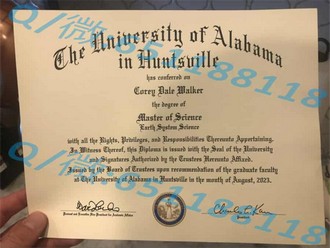 The University of Alabama
in Huntsville
has conferred on
Corey Dale Walker
the degree of
Master of Science
Earth System Science
with all the Rights, Privileges, and Responsibilities Thereunto Appertaining.
In Witness Thereof, this Diploma is issued with the Seal of the University
and Signatures Authorized by the Trustees Hereunto Affixed.
Issued by the Board of Trustees upon recommendation of the graduate faculty
at The University of Alabama in Huntsville in the month of August, 2023.